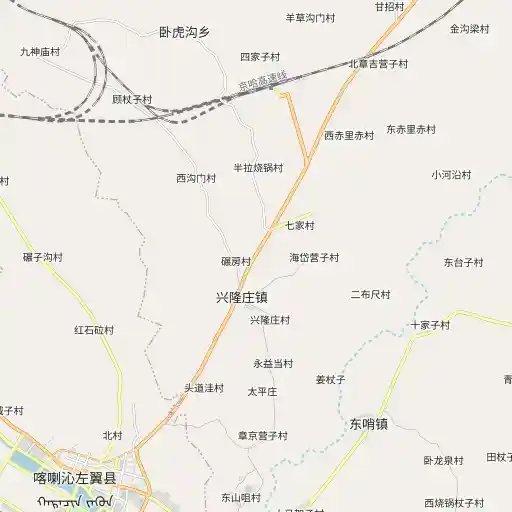 甘招村
羊草沟门村
金沟梁村
卧虎沟乡
九神庙村
四家子村
北章吉营子村
京哈高速线
顾杖子村
东赤里赤村
西赤里赤村
半拉烧锅村
小河沿村
西沟门村
村
七家村
碾子沟村
碾房村
海岱营子村
东台子村
兴隆庄镇
二布尺村
兴隆庄村
十家子村
红石砬村
永益当村
姜杖子
青
头道洼村
太平庄
子村
东哨镇
北村
章京营子村
田杖子
卧龙泉村
喀喇沁左翼县
东山咀村
西烧锅杖子村